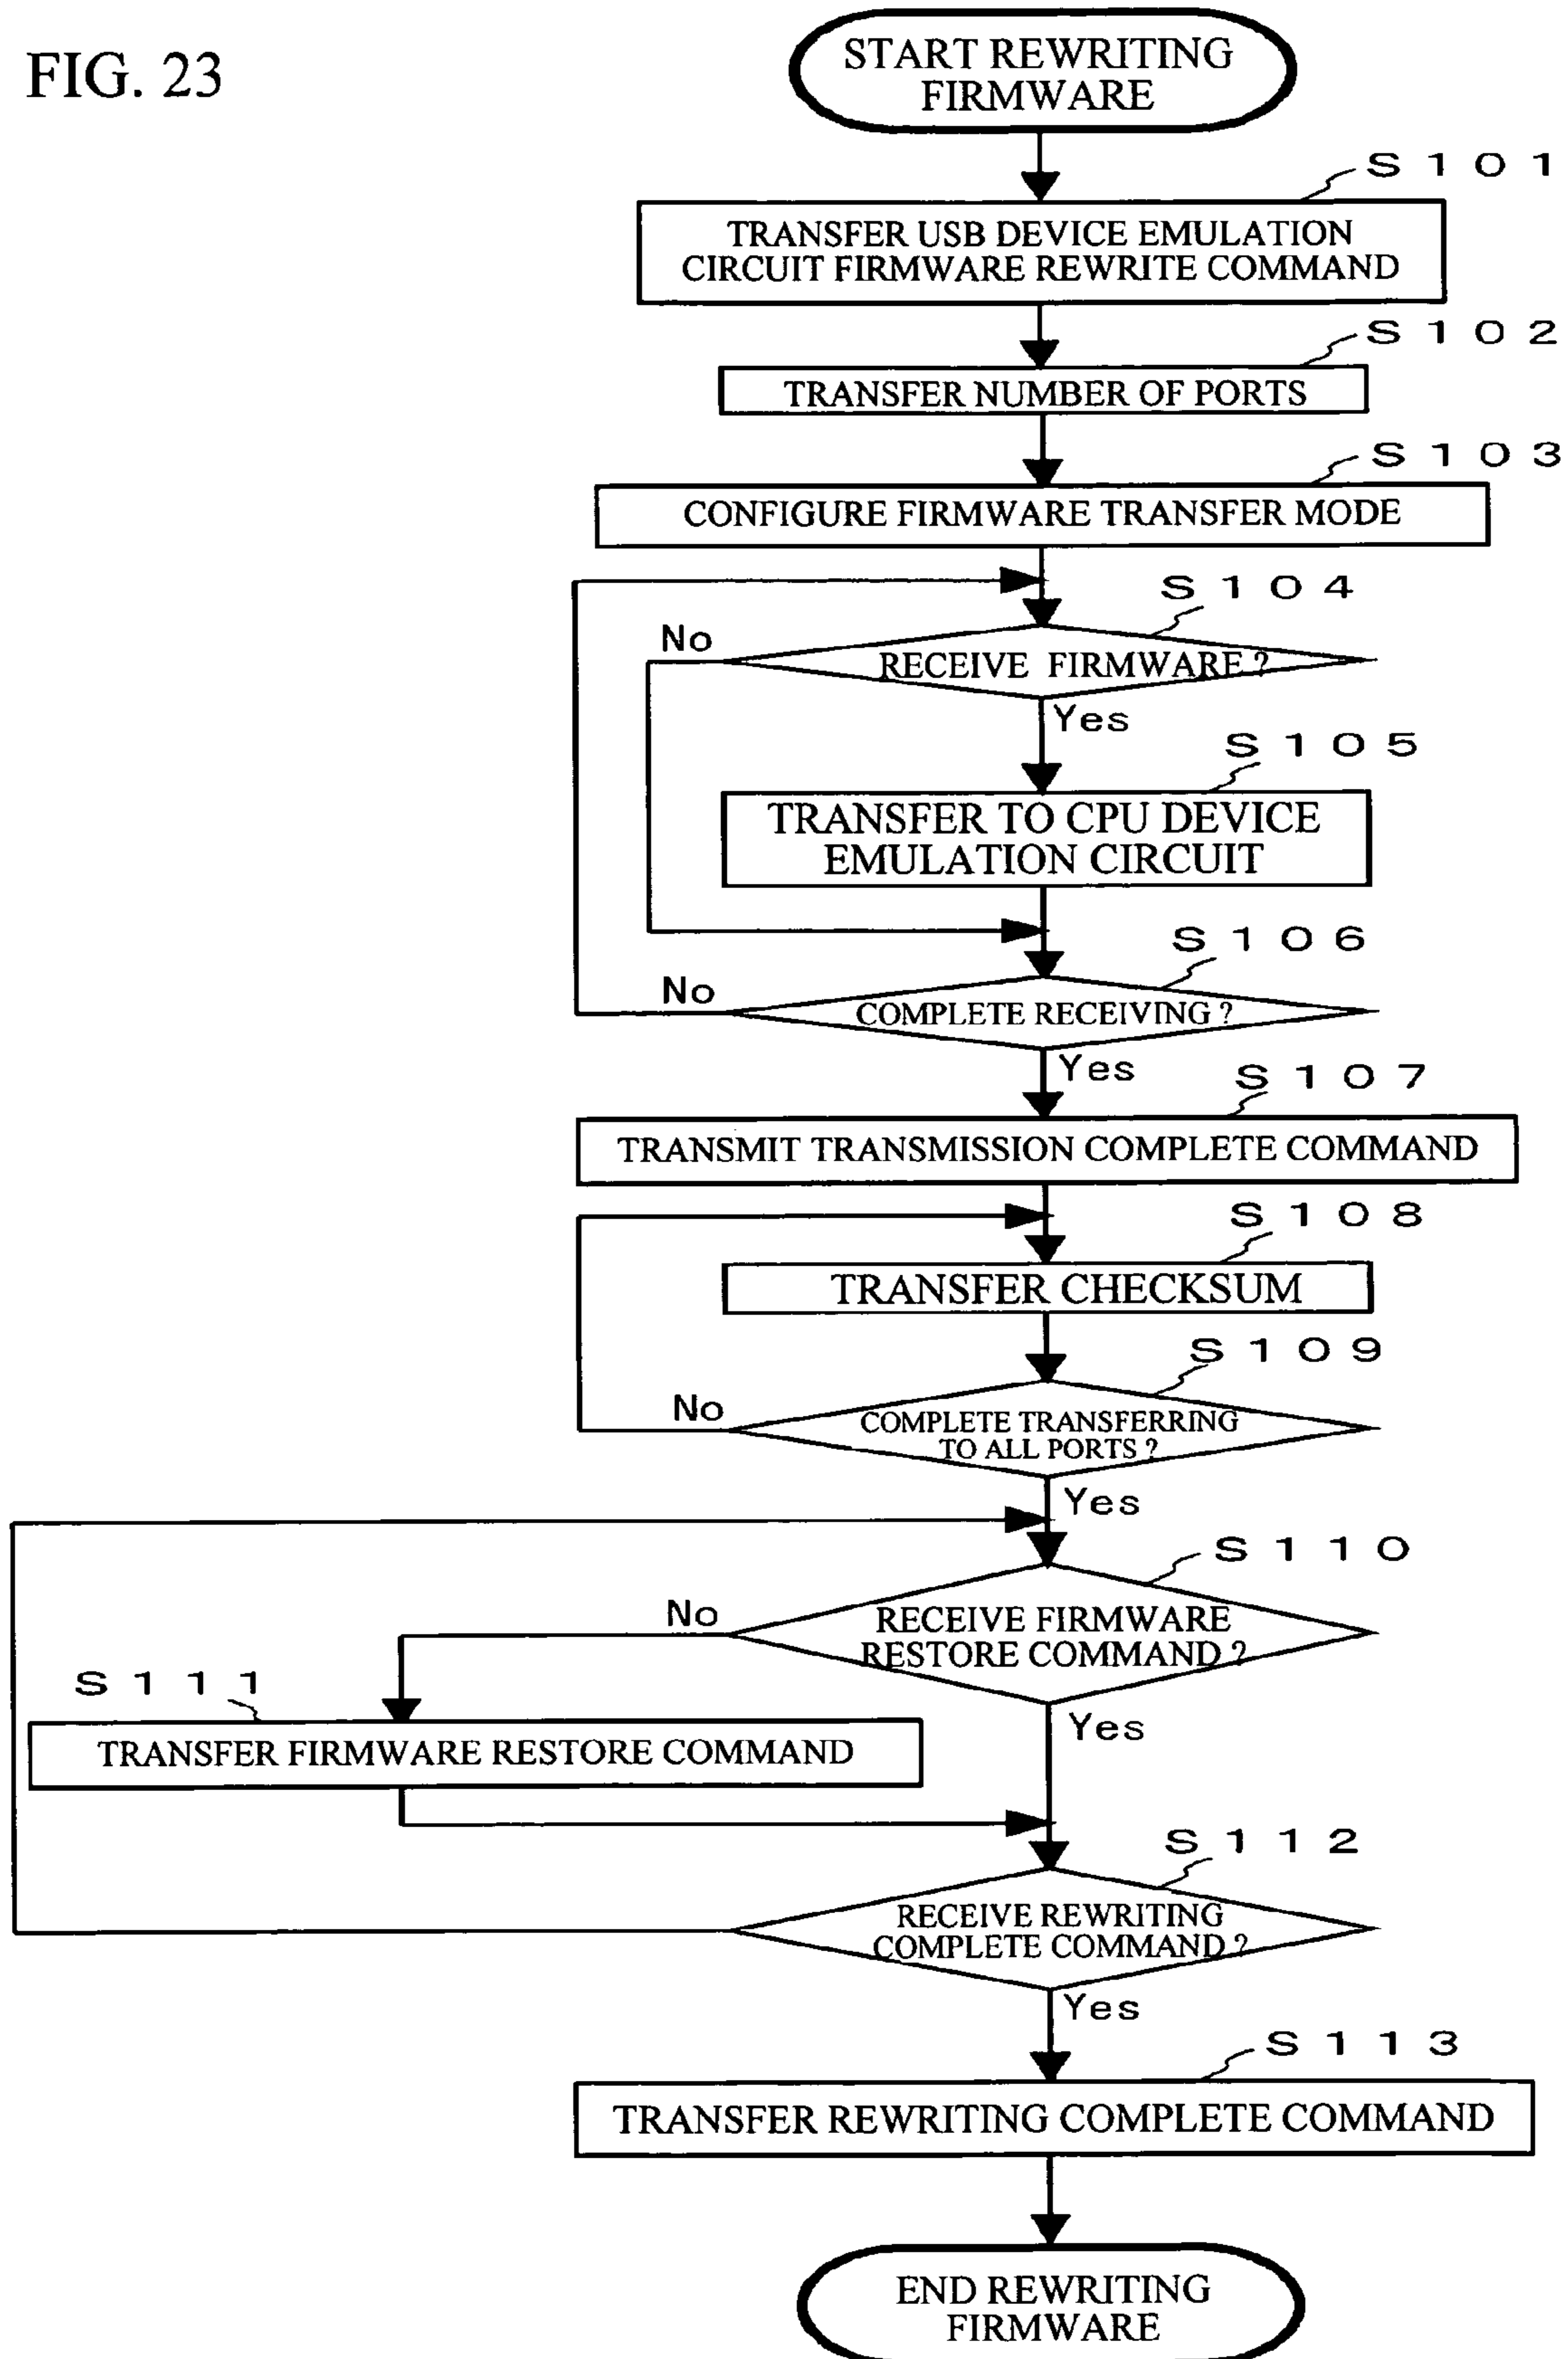 FIG. 23
START REWRITING
FIRMWARE
S101
TRANSFER USB DEVICE EMULATION
CIRCUIT FIRMWARE REWRITE COMMAND
S102
TRANSFER NUMBER OF PORTS
S103
CONFIGURE FIRMWARE TRANSFER MODE
S104
No
RECEIVE FIRMWARE ?
Yes
S105
TRANSFER TO CPU DEVICE
EMULATION CIRCUIT
S106
No
COMPLETE RECEIVING ?
Yes
S107
TRANSMIT TRANSMISSION COMPLETE COMMAND
S108
TRANSFER CHECKSUM
S109
No
COMPLETE TRANSFERRING
TO ALL PORTS ?
Yes
S110
No
RECEIVE FIRMWARE
RESTORE COMMAND ?
S111
Yes
TRANSFER FIRMWARE RESTORE COMMAND
S112
RECEIVE REWRITING
COMPLETE COMMAND ?
Yes
S113
TRANSFER REWRITING COMPLETE COMMAND
END REWRITING
FIRMWARE